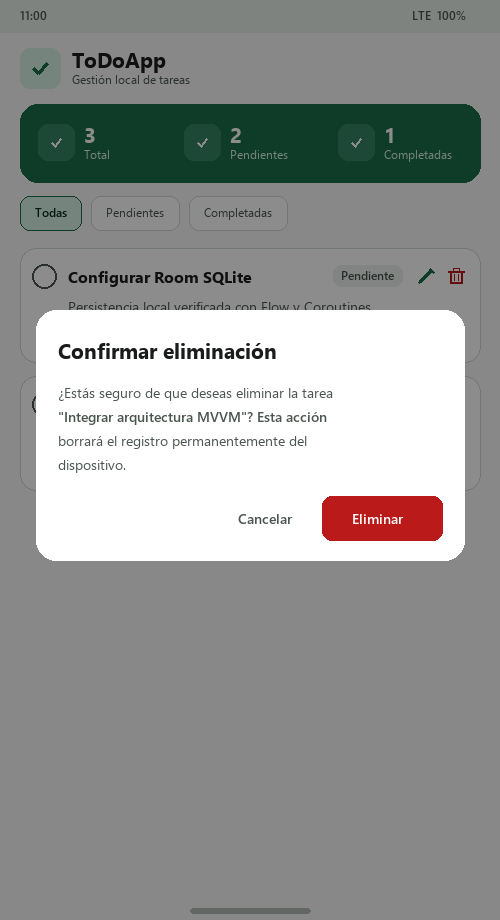 11:00
LTE 100%
ToDoApp
Gestión local de tareas
3
Total
2
Pendientes
1
Completadas
Todas
Pendientes
Completadas
Configurar Room SQLite
Pendiente
Persistencia local verificada con Flow y Coroutines
Confirmar eliminación
¿Estás seguro de que deseas eliminar la tarea
"Integrar arquitectura MVVM"? Esta acción
borrará el registro permanentemente del
dispositivo.
Cancelar
Eliminar